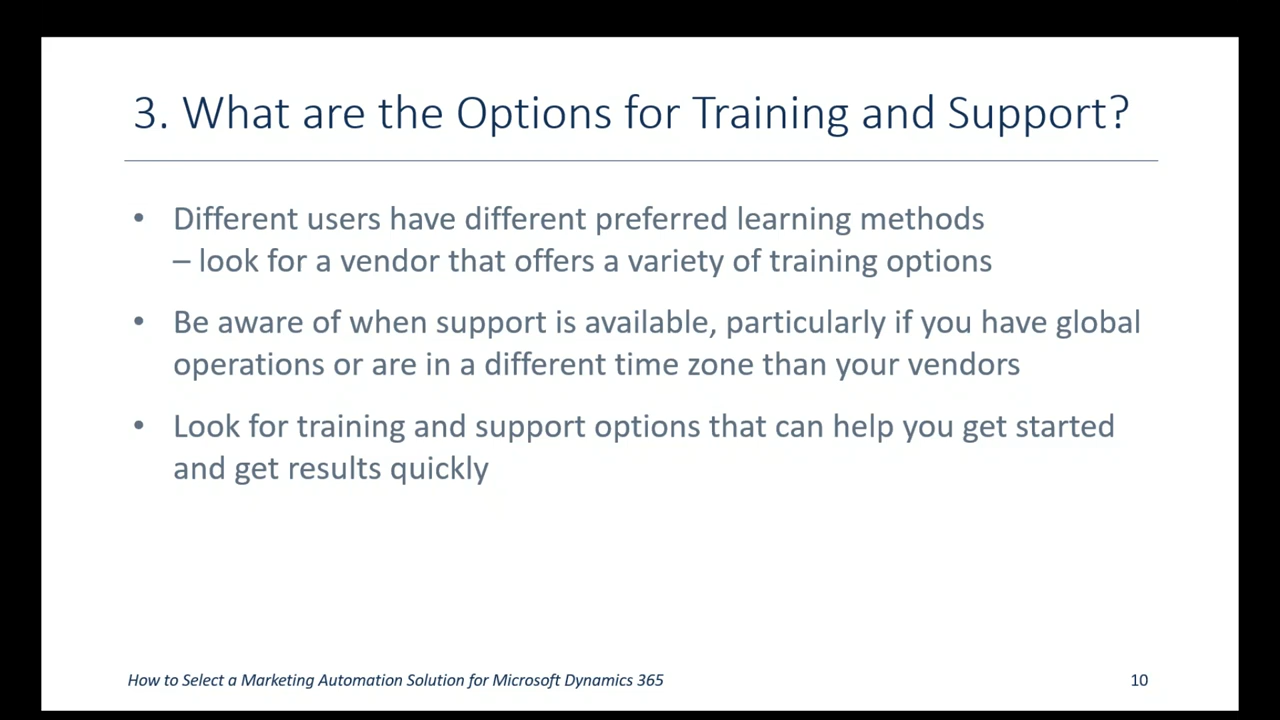 3. What are the Options for Training and Support?
• Different users have different preferred learning methods
– look for a vendor that offers a variety of training options
• Be aware of when support is available, particularly if you have global
operations or are in a different time zone than your vendors
• Look for training and support options that can help you get started
and get results quickly
How to Select a Marketing Automation Solution for Microsoft Dynamics 365
10